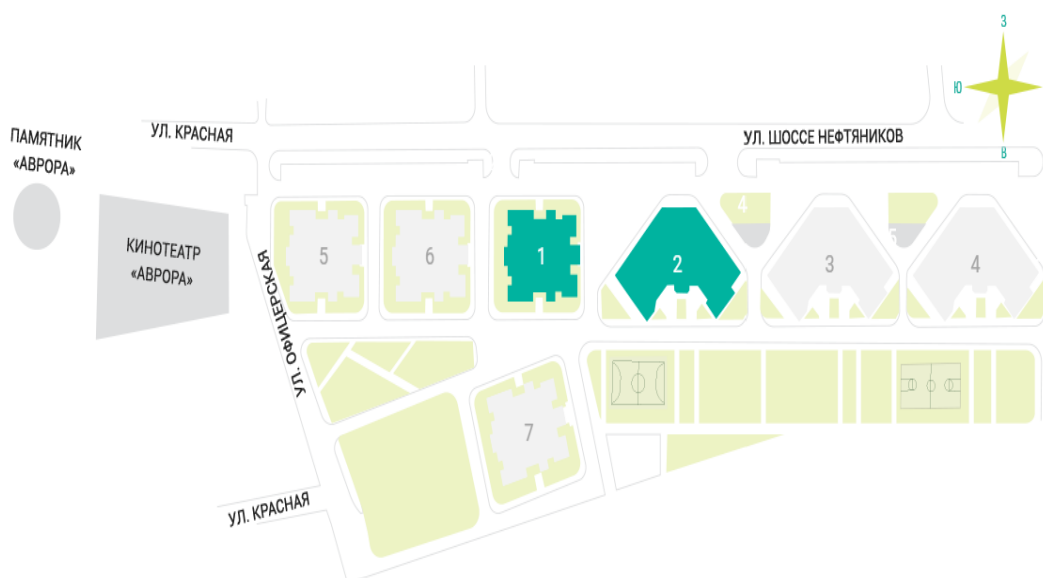 З
Ю
В
УЛ. КРАСНАЯ
УЛ. ШОССЕ НЕФТЯНИКОВ
ПАМЯТНИК
«АВРОРА»
КИНОТЕАТР
«АВРОРА»
УЛ. ОФИЦЕРСКАЯ
4
5
5
6
1
2
3
4
7
УЛ. КРАСНАЯ